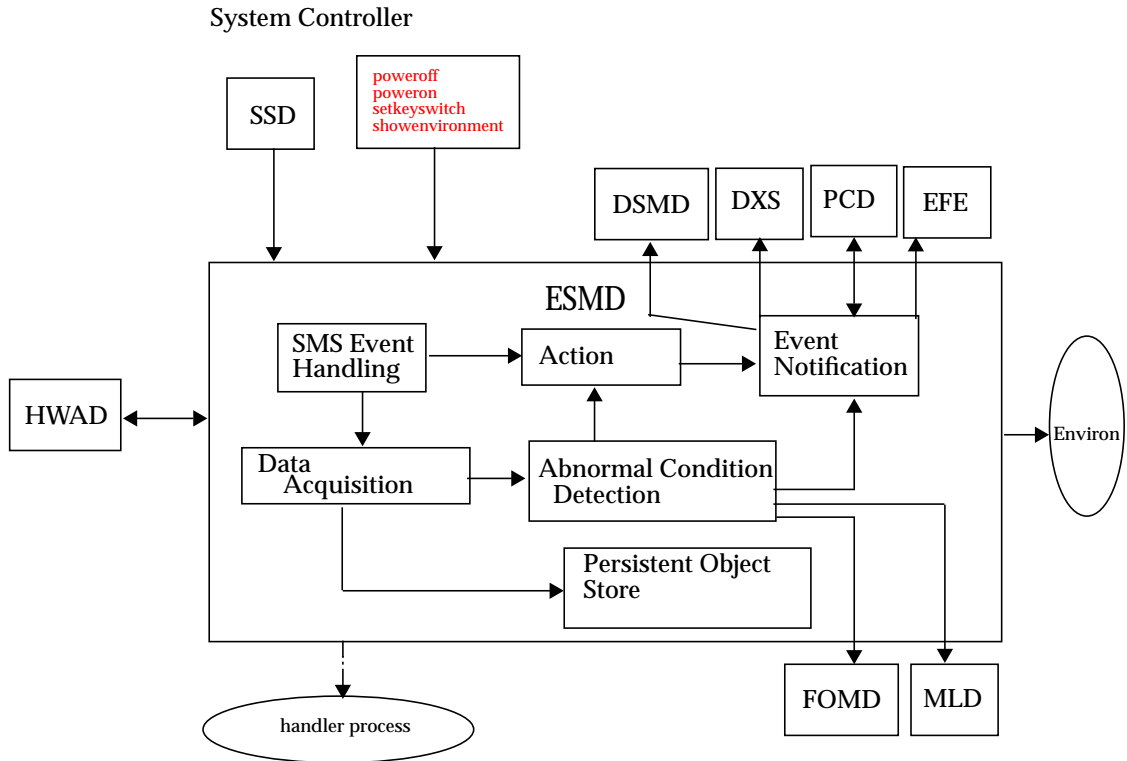 System Controller
SSD
poweroff
poweron
setkeyswitch
showenvironment
DSMD
DXS
PCD
EFE
ESMD
SMS Event
Handling
Action
Event
Notification
HWAD
Environ
Data
Acquisition
Abnormal Condition
Detection
Persistent Object
Store
FOMD
MLD
handler process